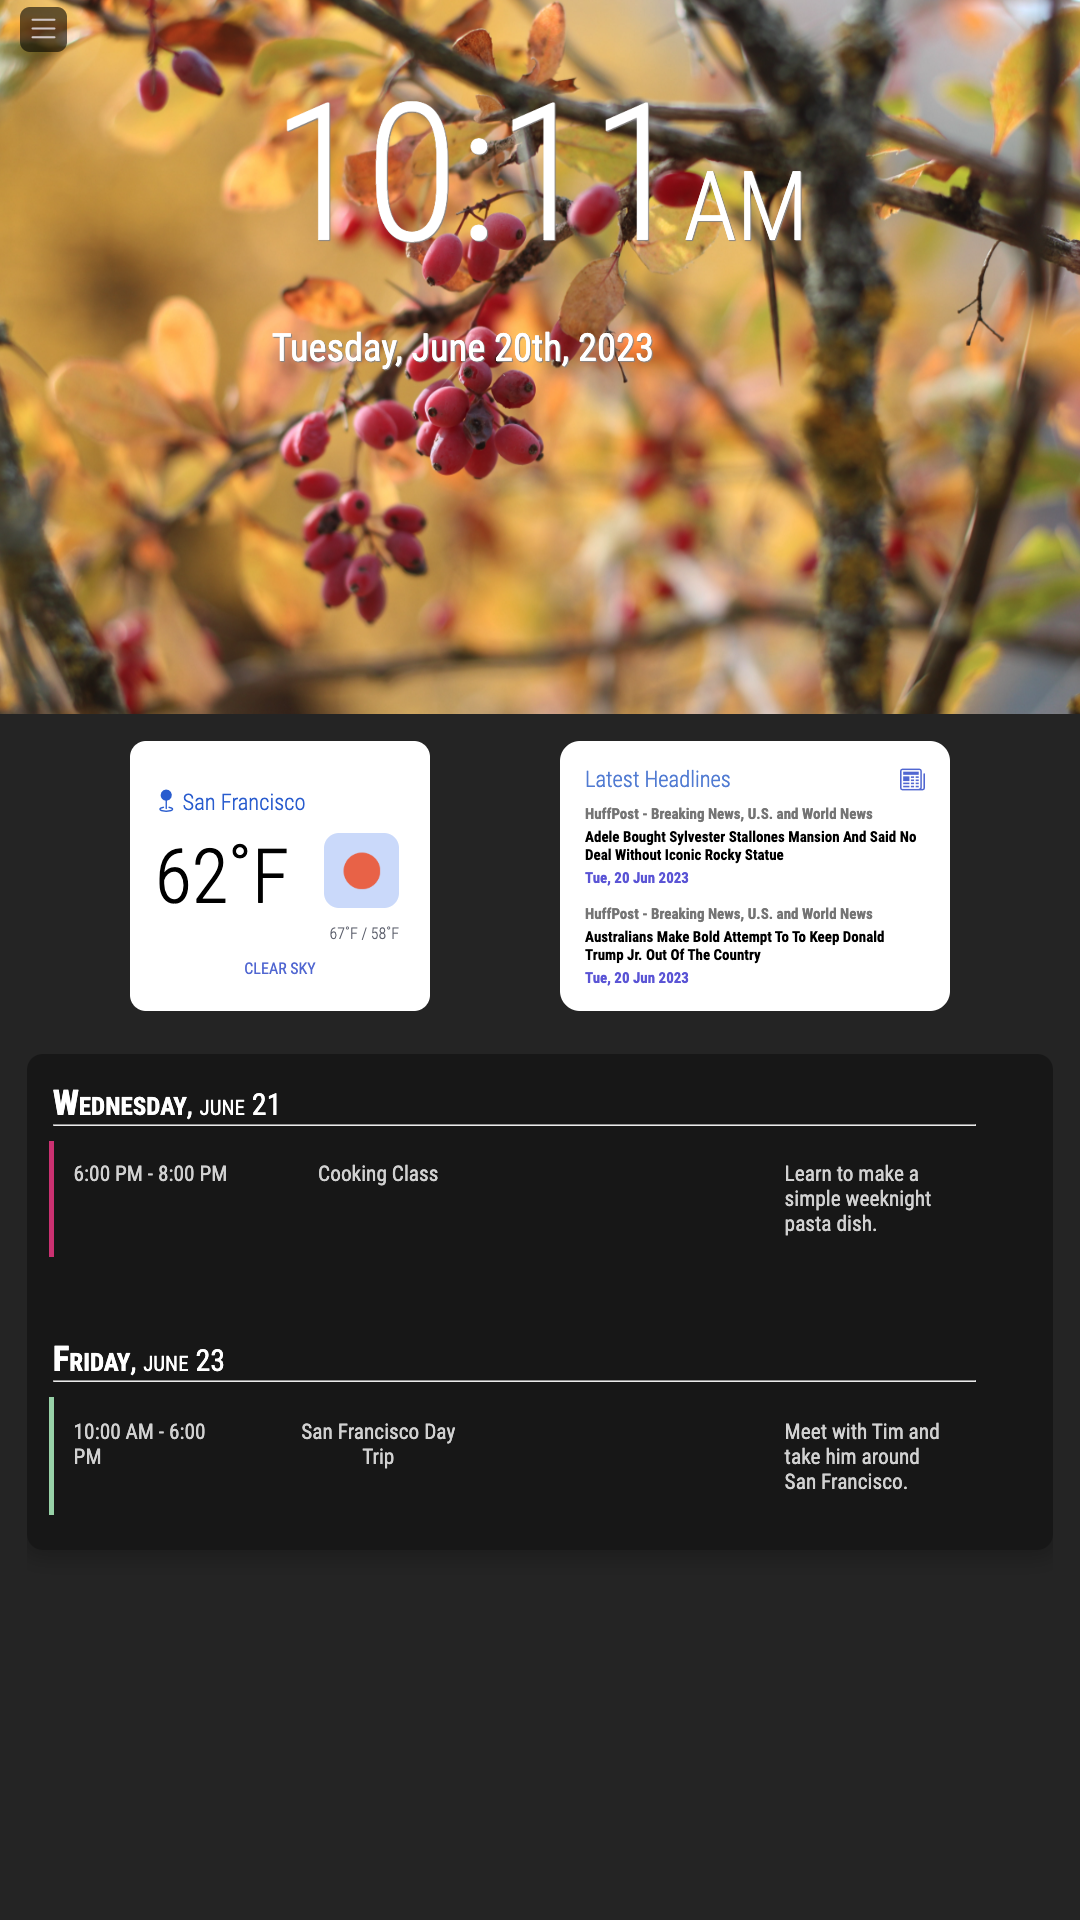 10:11 AM
Tuesday, June 20th, 2023
San Francisco
62°F
67°F / 58°F
CLEAR SKY
Latest Headlines
HuffPost - Breaking News, U.S. and World News
Adele Bought Sylvester Stallones Mansion And Said No
Deal Without Iconic Rocky Statue
Tue, 20 Jun 2023
HuffPost - Breaking News, U.S. and World News
Australians Make Bold Attempt To To Keep Donald
Trump Jr. Out Of The Country
Tue, 20 Jun 2023
WEDNESDAY, JUNE 21
6:00 PM - 8:00 PM
Cooking Class
Learn to make a
simple weeknight
pasta dish.
FRIDAY, JUNE 23
10:00 AM - 6:00
PM
San Francisco Day
Trip
Meet with Tim and
take him around
San Francisco.